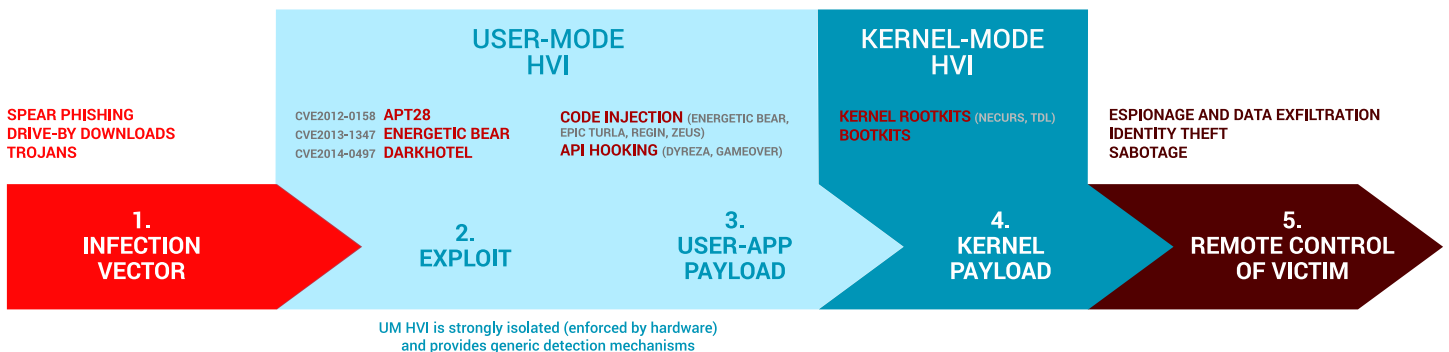 USER-MODE
HVI
KERNEL-MODE
HVI
SPEAR PHISHING
DRIVE-BY DOWNLOADS
TROJANS
CVE2012-0158 APT28
CVE2013-1347 ENERGETIC BEAR
CVE2014-0497 DARKHOTEL
CODE INJECTION (ENERGETIC BEAR,
EPIC TURLA, REGIN, ZEUS)
API HOOKING (DYREZA, GAMEOVER)
KERNEL ROOTKITS (NECURS, TDL)
BOOTKITS
ESPIONAGE AND DATA EXFILTRATION
IDENTITY THEFT
SABOTAGE
1.
INFECTION
VECTOR
2.
EXPLOIT
3.
USER-APP
PAYLOAD
4.
KERNEL
PAYLOAD
5.
REMOTE CONTROL
OF VICTIM
UM HVI is strongly isolated (enforced by hardware)
and provides generic detection mechanisms